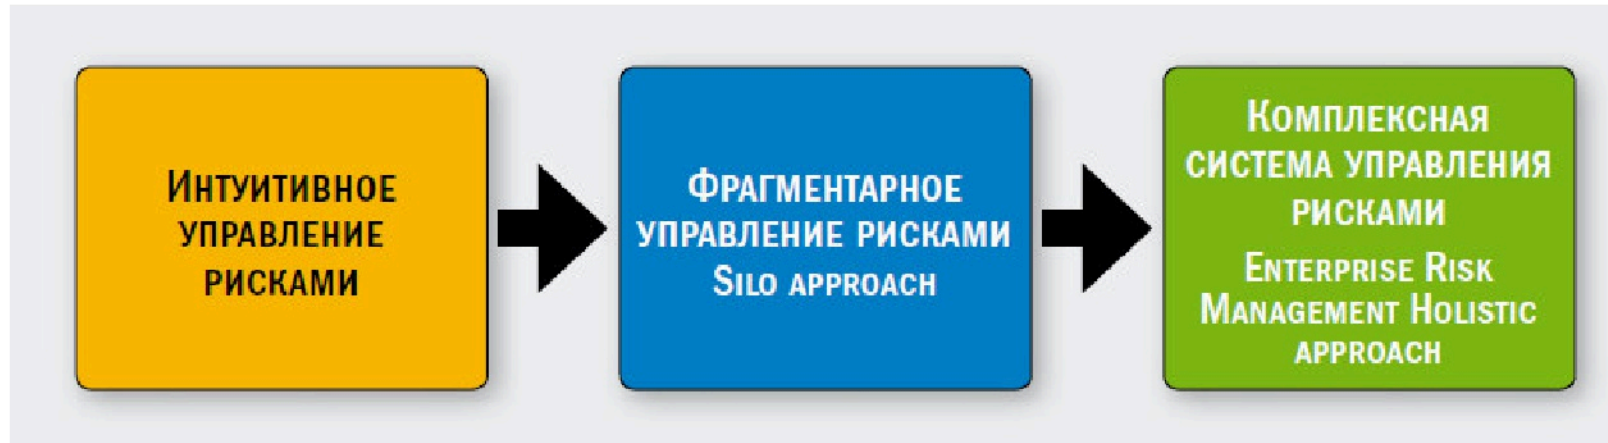 Интуитивное
управление
рисками
Фрагментарное
управление рисками
Silo approach
Комплексная
система управления
рисками
Enterprise Risk
Management Holistic
approach